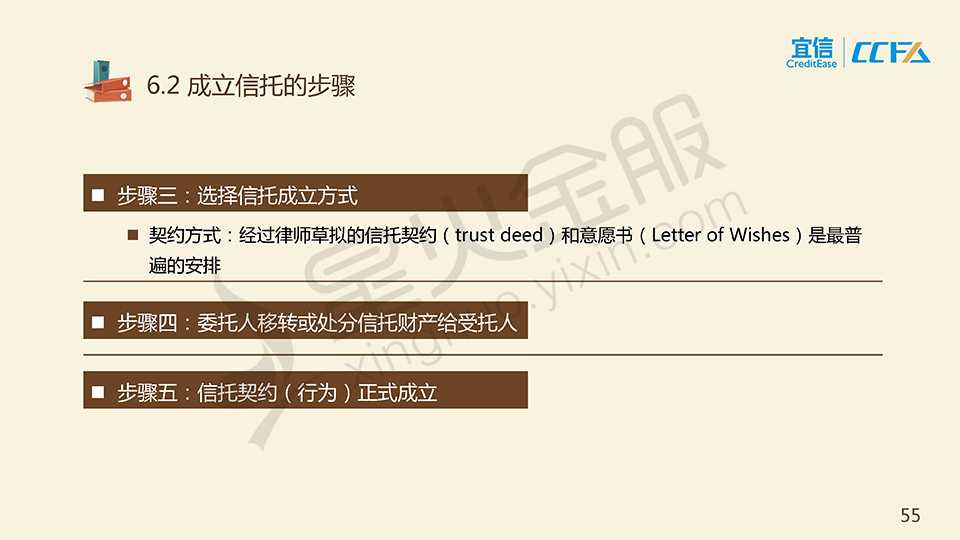 宜信
CreditEase
CCFA
6.2 成立信托的步骤
步骤三：选择信托成立方式
契约方式：经过律师草拟的信托契约（trust deed）和意愿书（Letter of Wishes）是最普
遍的安排
步骤四：委托人移转或处分信托财产给受托人
步骤五：信托契约（行为）正式成立
星火金服
xinghuo.yixin.com
55